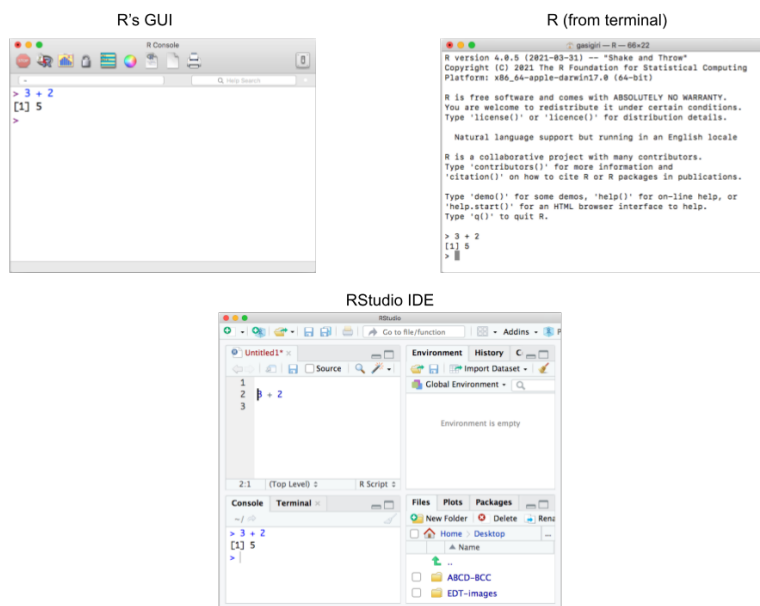 R's GUI
R (from terminal)
R Console
Help Search
> 3 + 2
[1] 5
>
gasigirl — R — 66×22
R version 4.0.5 (2021-03-31) -- "Shake and Throw"
Copyright (C) 2021 The R Foundation for Statistical Computing
Platform: x86_64-apple-darwin17.0 (64-bit)
R is free software and comes with ABSOLUTELY NO WARRANTY.
You are welcome to redistribute it under certain conditions.
Type 'license()' or 'licence()' for distribution details.
Natural language support but running in an English locale
R is a collaborative project with many contributors.
Type 'contributors()' for more information and
'citation()' on how to cite R or R packages in publications.
Type 'demo()' for some demos, 'help()' for on-line help, or
'help.start()' for an HTML browser interface to help.
Type 'q()' to quit R.
> 3 + 2
[1] 5
>
RStudio IDE
RStudio
Go to file/function
Addins
P
Untitled1*
Source
1
2 3 + 2
3
2:1 (Top Level) R Script
Environment History C
Import Dataset
Global Environment
Environment is empty
Console Terminal
~/
> 3 + 2
[1] 5
>
Files Plots Packages
New Folder Delete Rena
Home Desktop ...
Name
..
ABCD-BCC
EDT-images